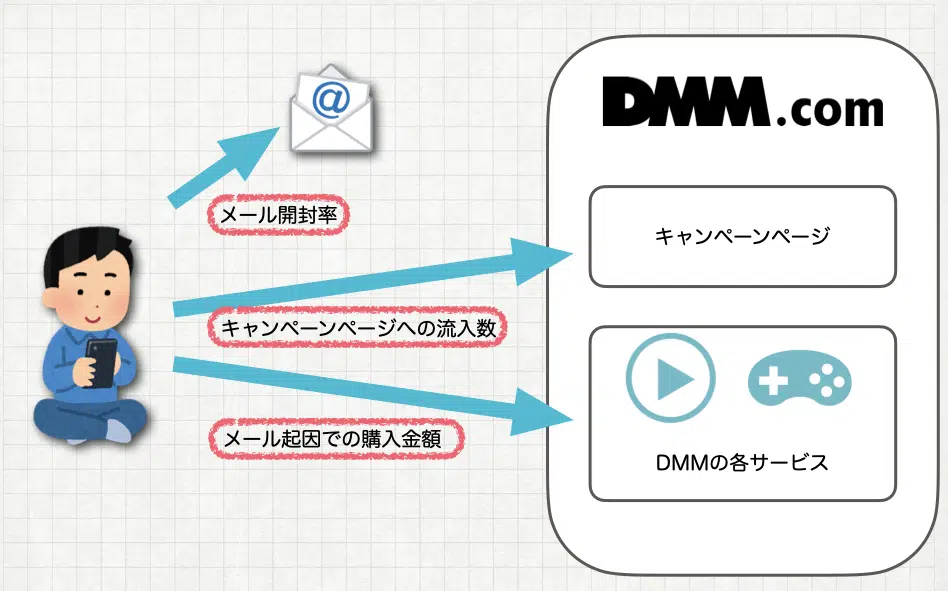 DMM.com
@
メール開封率
キャンペーンページ
キャンペーンページへの流入数
メール起因での購入金額
DMMの各サービス